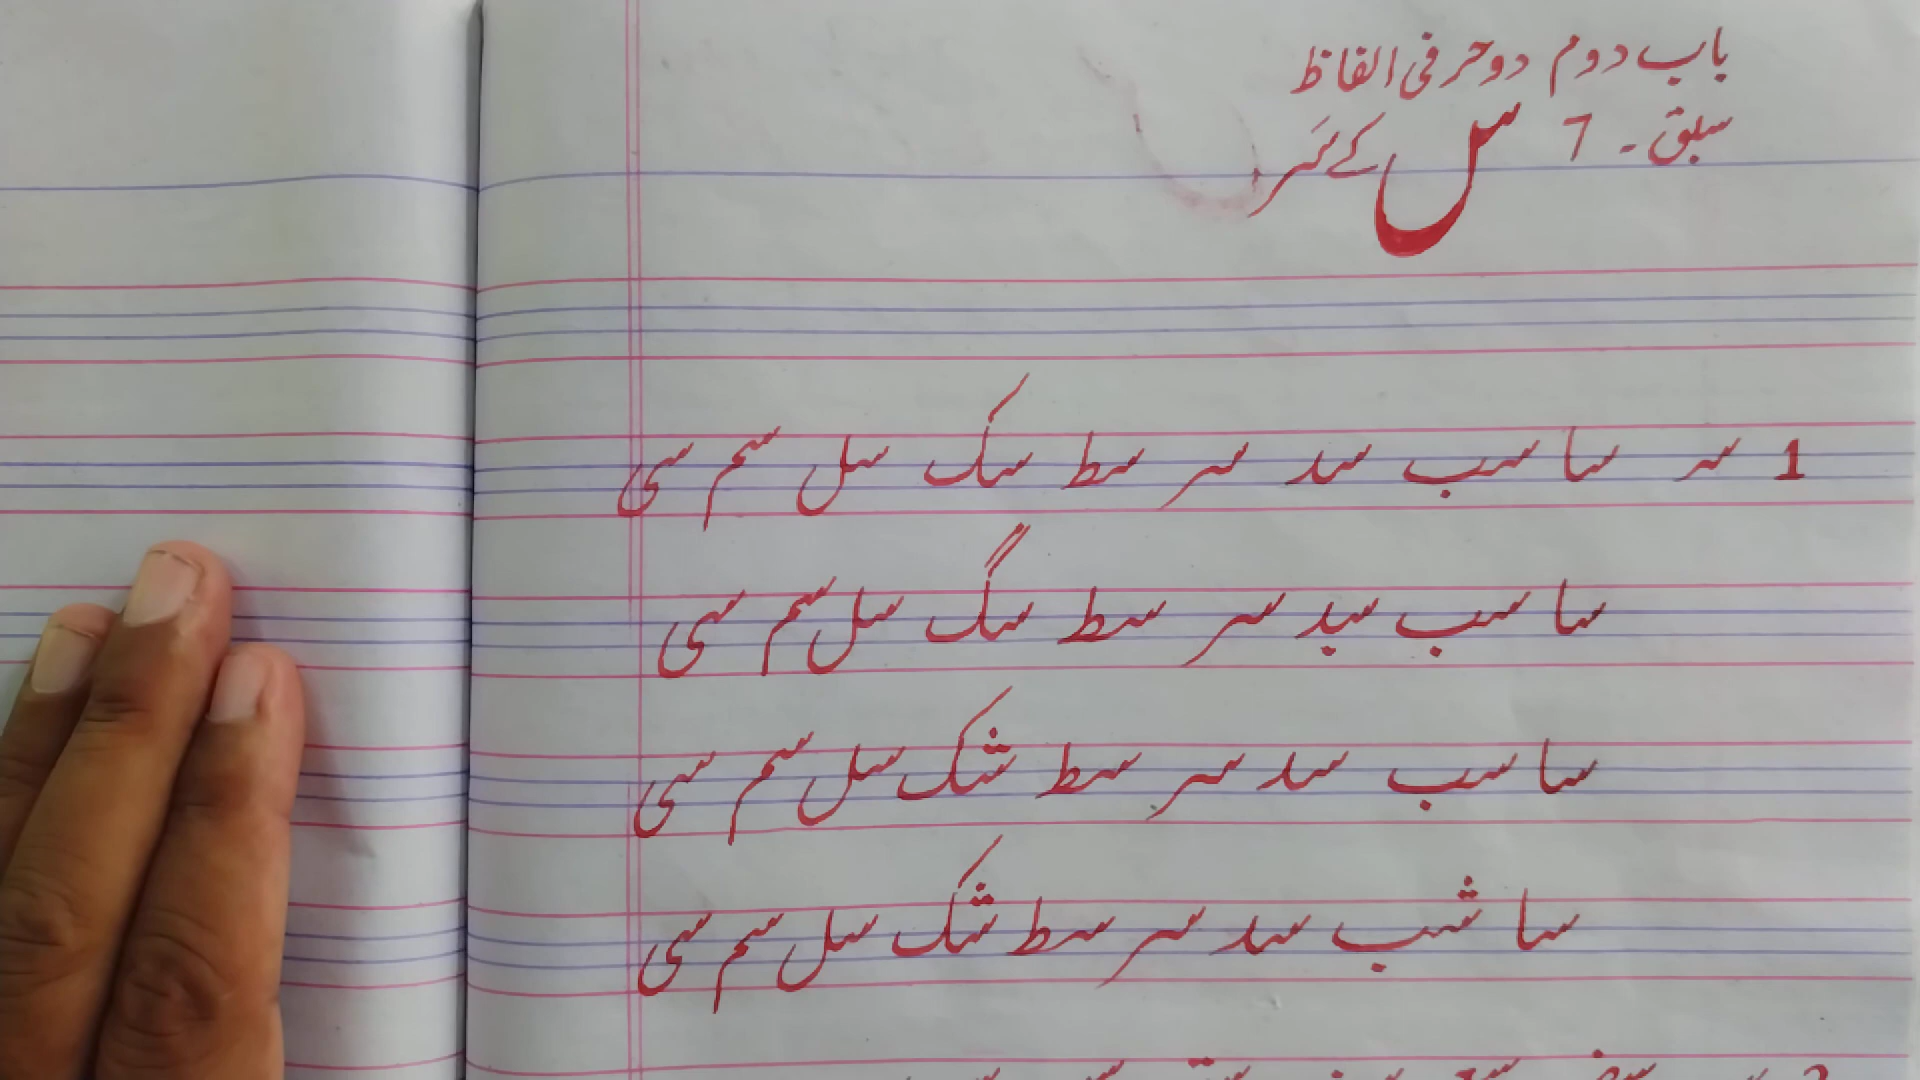 باب دوم دو حرفی الفاظ
سبق ۔ 7 س کے سَر
1 سہ سا سب سد سر سط سک سل سم سی
سا سب سید سر سط سگ سل سم سی
سا سب سد سر سط شک سل سم سی
سا شب سد سر سط شک سل سم سی